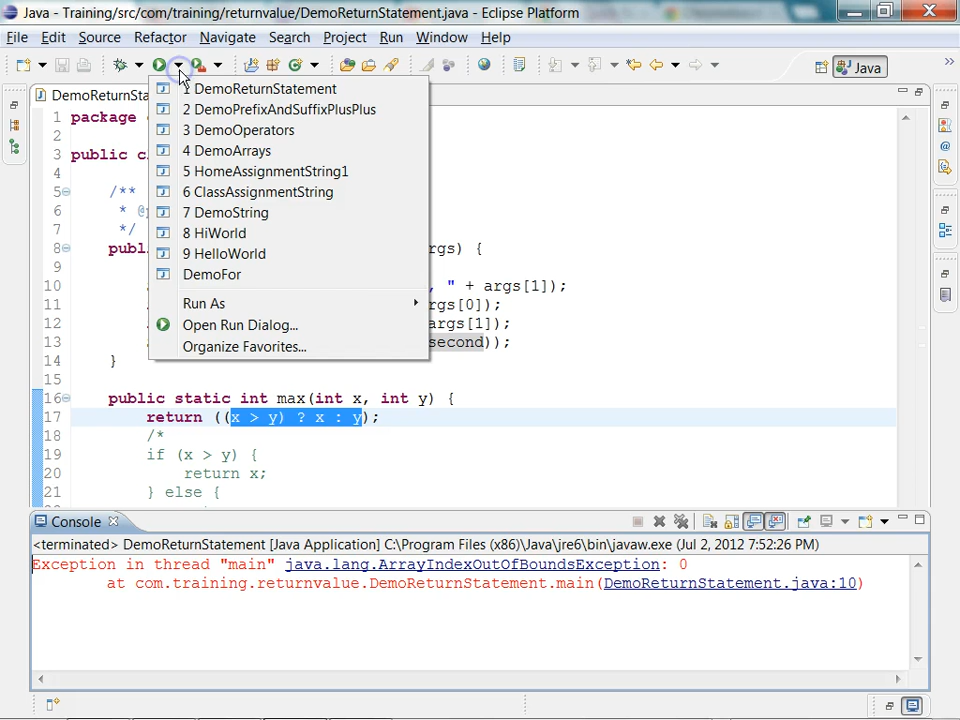 Java - Training/src/com/training/returnvalue/DemoReturnStatement.java - Eclipse Platform
File Edit Source Refactor Navigate Search Project Run Window Help
Java
DemoReturnSta
1 DemoReturnStatement
2 DemoPrefixAndSuffixPlusPlus
3 DemoOperators
4 DemoArrays
5 HomeAssignmentString1
6 ClassAssignmentString
7 DemoString
8 HiWorld
9 HelloWorld
DemoFor
Run As
Open Run Dialog...
Organize Favorites...
1 package
2
3 public
4
5 /**
6 *
7 */
8 publ rgs) {
9
10 , " + args[1]);
11 rgs[0]);
12 rgs[1]);
13 second));
14 }
15
16 public static int max(int x, int y) {
17 return ((x > y) ? x : y);
18 /*
19 if (x > y) {
20 return x;
21 } else {
Console
<terminated> DemoReturnStatement [Java Application] C:\Program Files (x86)\Java\jre6\bin\javaw.exe (Jul 2, 2012 7:52:26 PM)
Exception in thread "main" java.lang.ArrayIndexOutOfBoundsException: 0
at com.training.returnvalue.DemoReturnStatement.main(DemoReturnStatement.java:10)